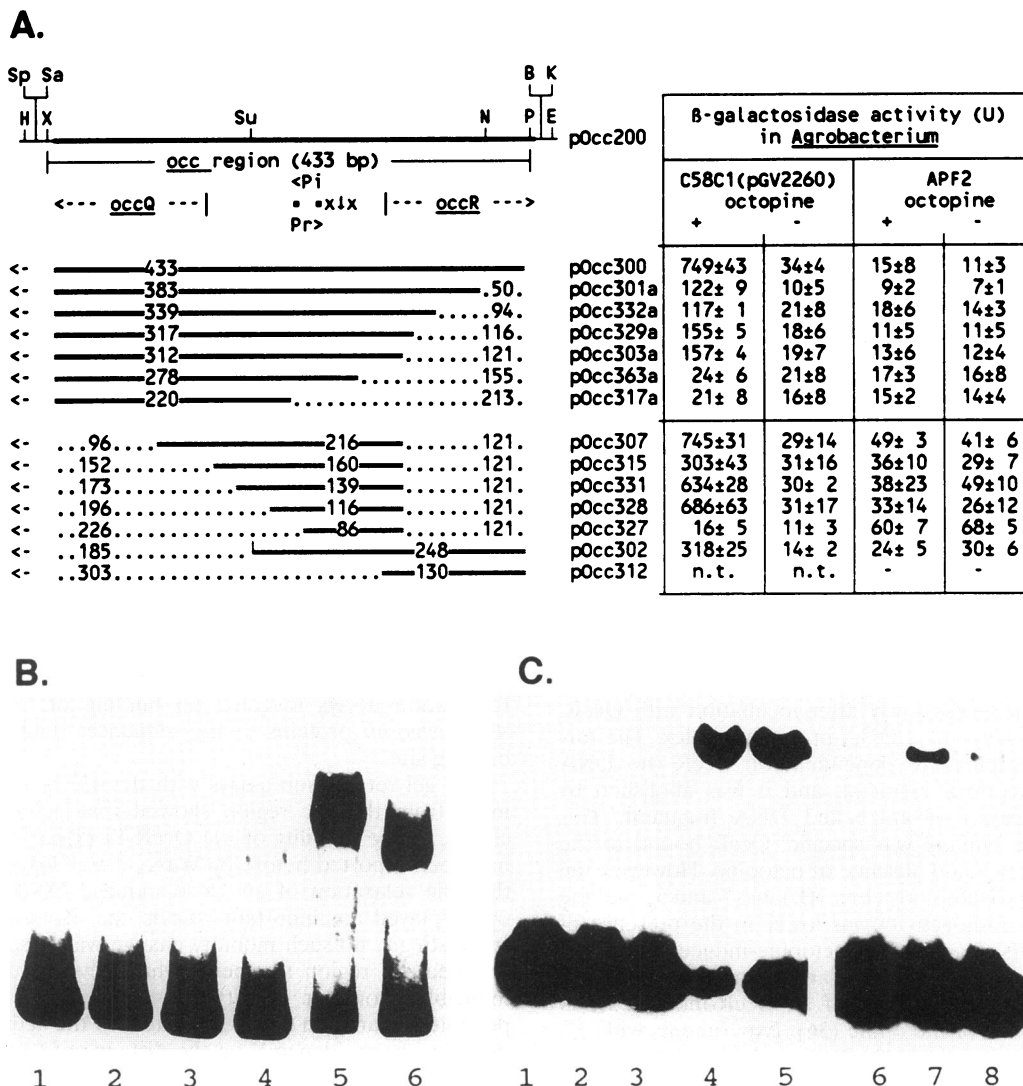 A.
Sp Sa B K
H X Su N P E pOcc200
occ region (433 bp)
<Pi
<--- occQ ---| ▪ ▪x↓x |--- occR --->
Pr>
ß-galactosidase activity (U)
in Agrobacterium
C58C1(pGV2260) APF2
octopine octopine
+ - + -
<- 433 pOcc300 749±43 34±4 15±8 11±3
<- 383 .50. pOcc301a 122± 9 10±5 9±2 7±1
<- 339 .....94. pOcc332a 117± 1 21±8 18±6 14±3
<- 317 ......116. pOcc329a 155± 5 18±6 11±5 11±5
<- 312 .......121. pOcc303a 157± 4 19±7 13±6 12±4
<- 278 ...........155. pOcc363a 24± 6 21±8 17±3 16±8
<- 220 .................213. pOcc317a 21± 8 16±8 15±2 14±4
<- ...96.... 216 .......121. pOcc307 745±31 29±14 49± 3 41± 6
<- ..152......... 160 .......121. pOcc315 303±43 31±16 36±10 29± 7
<- ..173........... 139 .......121. pOcc331 634±28 30± 2 38±23 49±10
<- ..196.............. 116 .......121. pOcc328 686±63 31±17 33±14 26±12
<- ..226................. 86 .......121. pOcc327 16± 5 11± 3 60± 7 68± 5
<- ..185............ 248 pOcc302 318±25 14± 2 24± 5 30± 6
<- ..303........................ 130 pOcc312 n.t. n.t. - -
B. C.
1 2 3 4 5 6 1 2 3 4 5 6 7 8